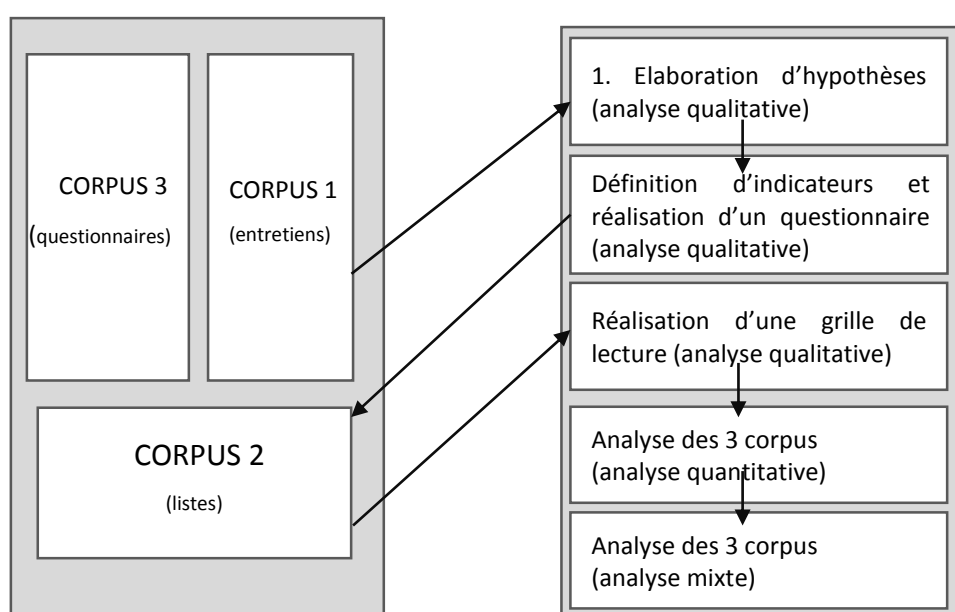 CORPUS 3
(questionnaires)
CORPUS 1
(entretiens)
CORPUS 2
(listes)
1. Elaboration d’hypothèses
(analyse qualitative)
Définition d’indicateurs et
réalisation d’un questionnaire
(analyse qualitative)
Réalisation d’une grille de
lecture (analyse qualitative)
Analyse des 3 corpus
(analyse quantitative)
Analyse des 3 corpus
(analyse mixte)